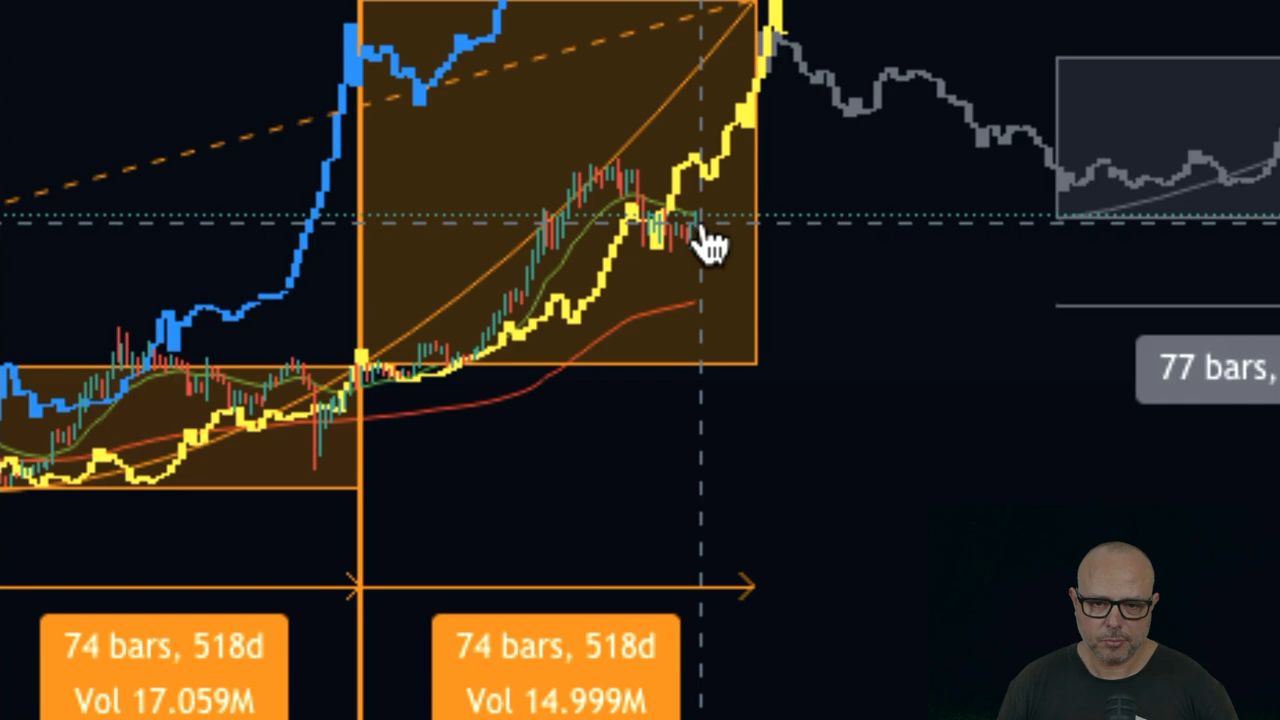 77 bars,
74 bars, 518d
Vol 17.059M
74 bars, 518d
Vol 14.999M